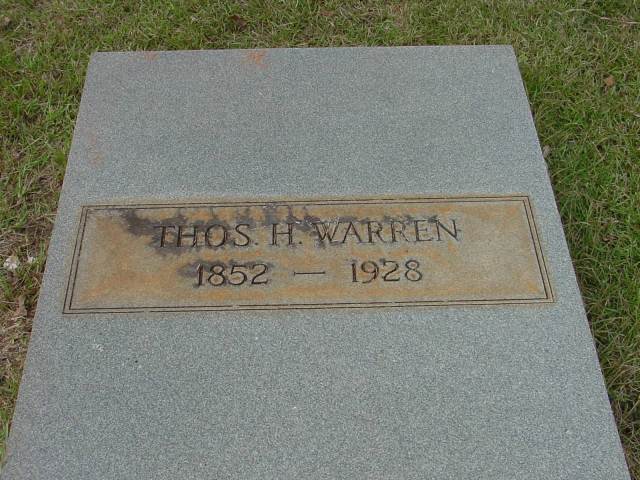 THOS. H. WARREN
1852 — 1928